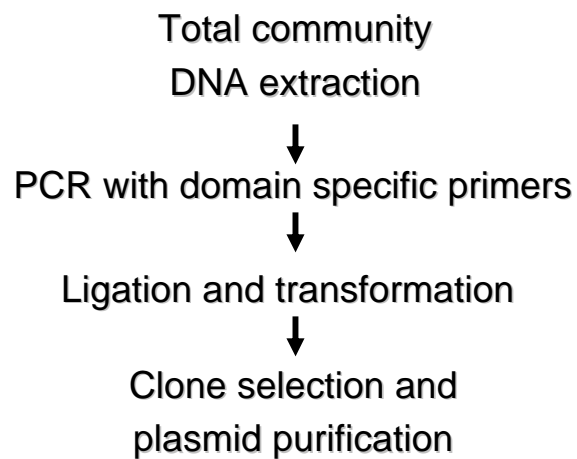 Total community
DNA extraction
PCR with domain specific primers
Ligation and transformation
Clone selection and
plasmid purification